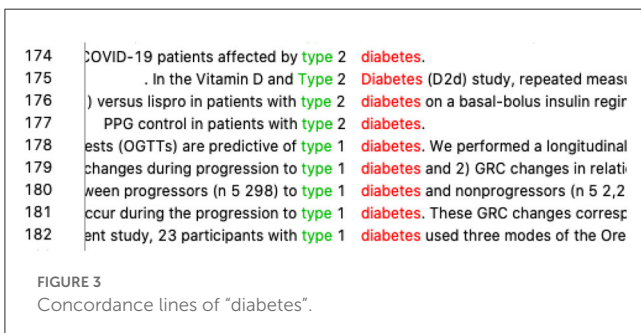 174 COVID-19 patients affected by type 2 diabetes.
175 . In the Vitamin D and Type 2 Diabetes (D2d) study, repeated measu
176 ) versus lispro in patients with type 2 diabetes on a basal-bolus insulin regir
177 PPG control in patients with type 2 diabetes.
178 ests (OGTTs) are predictive of type 1 diabetes. We performed a longitudinal
179 changes during progression to type 1 diabetes and 2) GRC changes in relati
180 ween progressors (n 5 298) to type 1 diabetes and nonprogressors (n 5 2,2
181 ccur during the progression to type 1 diabetes. These GRC changes corresp
182 ent study, 23 participants with type 1 diabetes used three modes of the Ore
FIGURE 3
Concordance lines of “diabetes”.